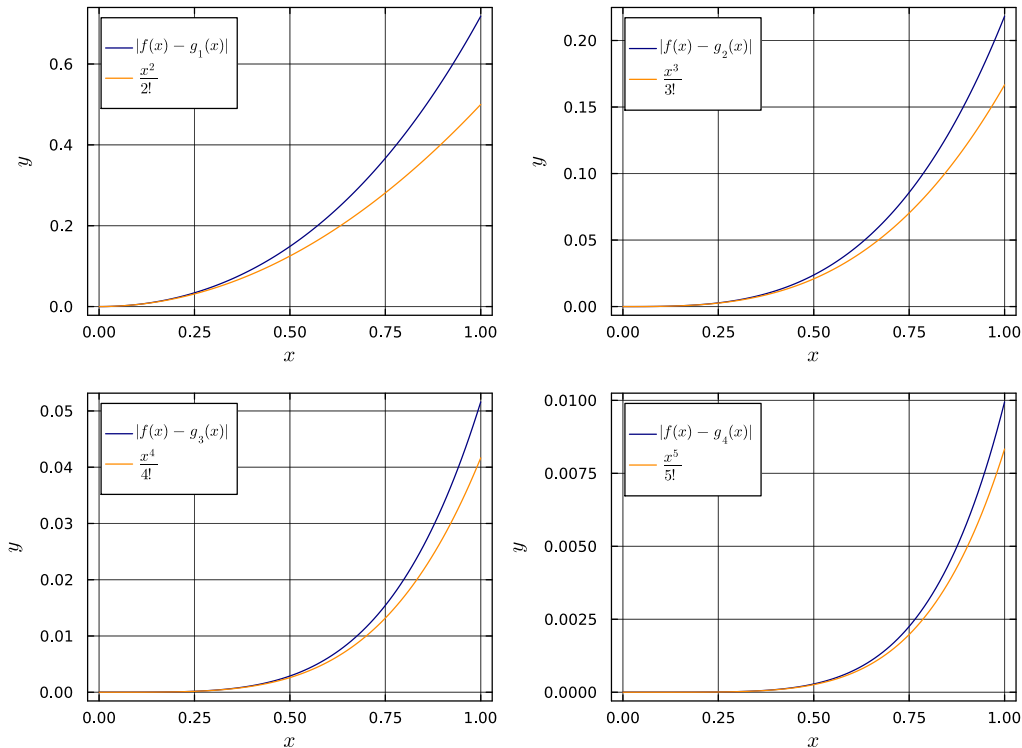 |f(x) − g₁(x)|
x²/2!
0.6
0.4
0.2
0.0
y
0.00 0.25 0.50 0.75 1.00
x
|f(x) − g₂(x)|
x³/3!
0.20
0.15
0.10
0.05
0.00
y
0.00 0.25 0.50 0.75 1.00
x
|f(x) − g₃(x)|
x⁴/4!
0.05
0.04
0.03
0.02
0.01
0.00
y
0.00 0.25 0.50 0.75 1.00
x
|f(x) − g₄(x)|
x⁵/5!
0.0100
0.0075
0.0050
0.0025
0.0000
y
0.00 0.25 0.50 0.75 1.00
x